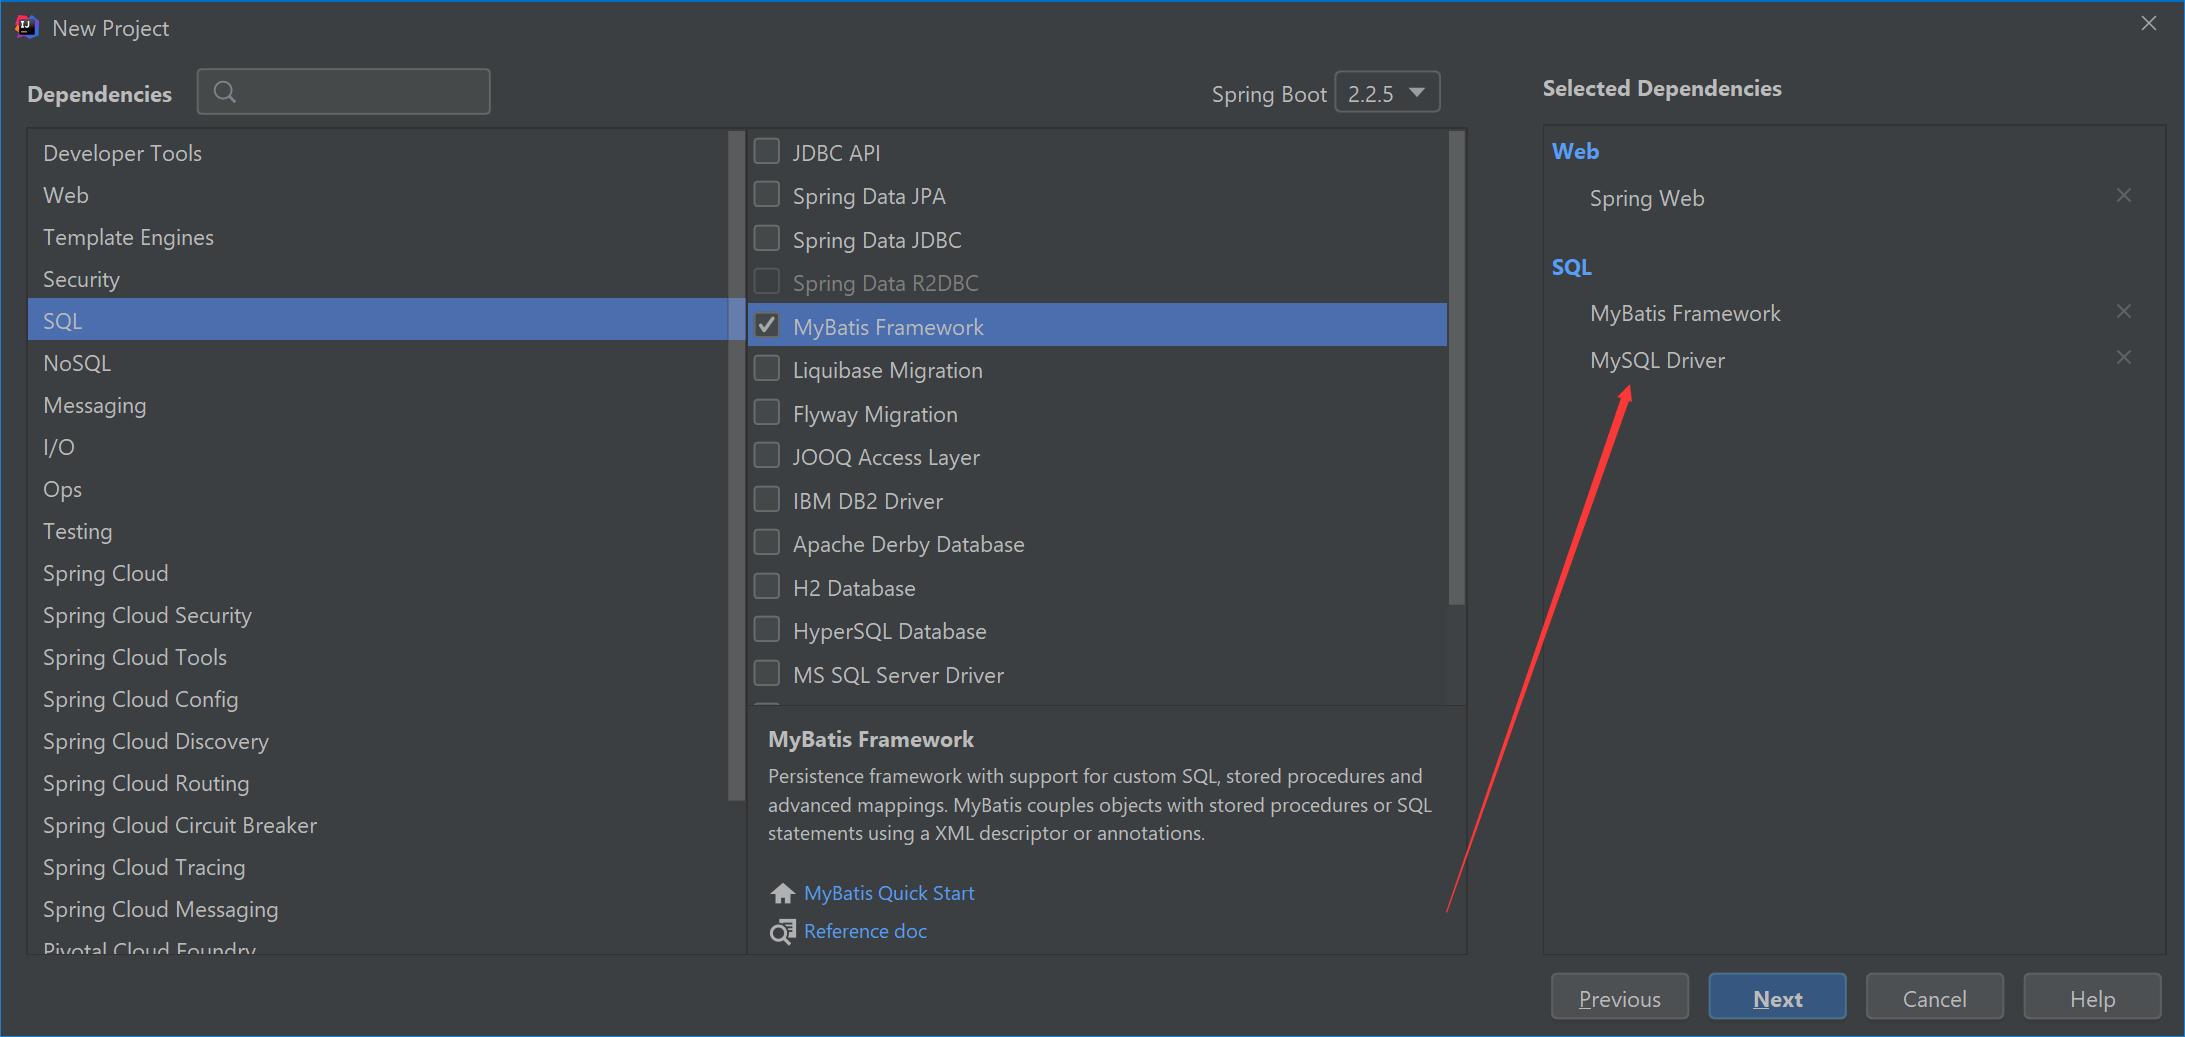 New Project
Dependencies
Spring Boot 2.2.5
Selected Dependencies
Developer Tools
Web
Template Engines
Security
SQL
NoSQL
Messaging
I/O
Ops
Testing
Spring Cloud
Spring Cloud Security
Spring Cloud Tools
Spring Cloud Config
Spring Cloud Discovery
Spring Cloud Routing
Spring Cloud Circuit Breaker
Spring Cloud Tracing
Spring Cloud Messaging
Pivotal Cloud Foundry
JDBC API
Spring Data JPA
Spring Data JDBC
Spring Data R2DBC
MyBatis Framework
Liquibase Migration
Flyway Migration
JOOQ Access Layer
IBM DB2 Driver
Apache Derby Database
H2 Database
HyperSQL Database
MS SQL Server Driver
MyBatis Framework
Persistence framework with support for custom SQL, stored procedures and
advanced mappings. MyBatis couples objects with stored procedures or SQL
statements using a XML descriptor or annotations.
MyBatis Quick Start
Reference doc
Web
Spring Web
SQL
MyBatis Framework
MySQL Driver
Previous
Next
Cancel
Help